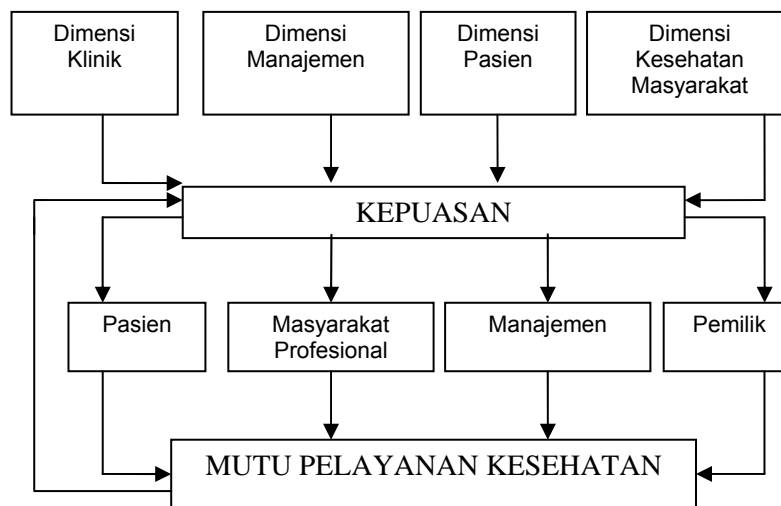 Dimensi
Klinik
Dimensi
Manajemen
Dimensi
Pasien
Dimensi
Kesehatan
Masyarakat
KEPUASAN
Pasien
Masyarakat
Profesional
Manajemen
Pemilik
MUTU PELAYANAN KESEHATAN